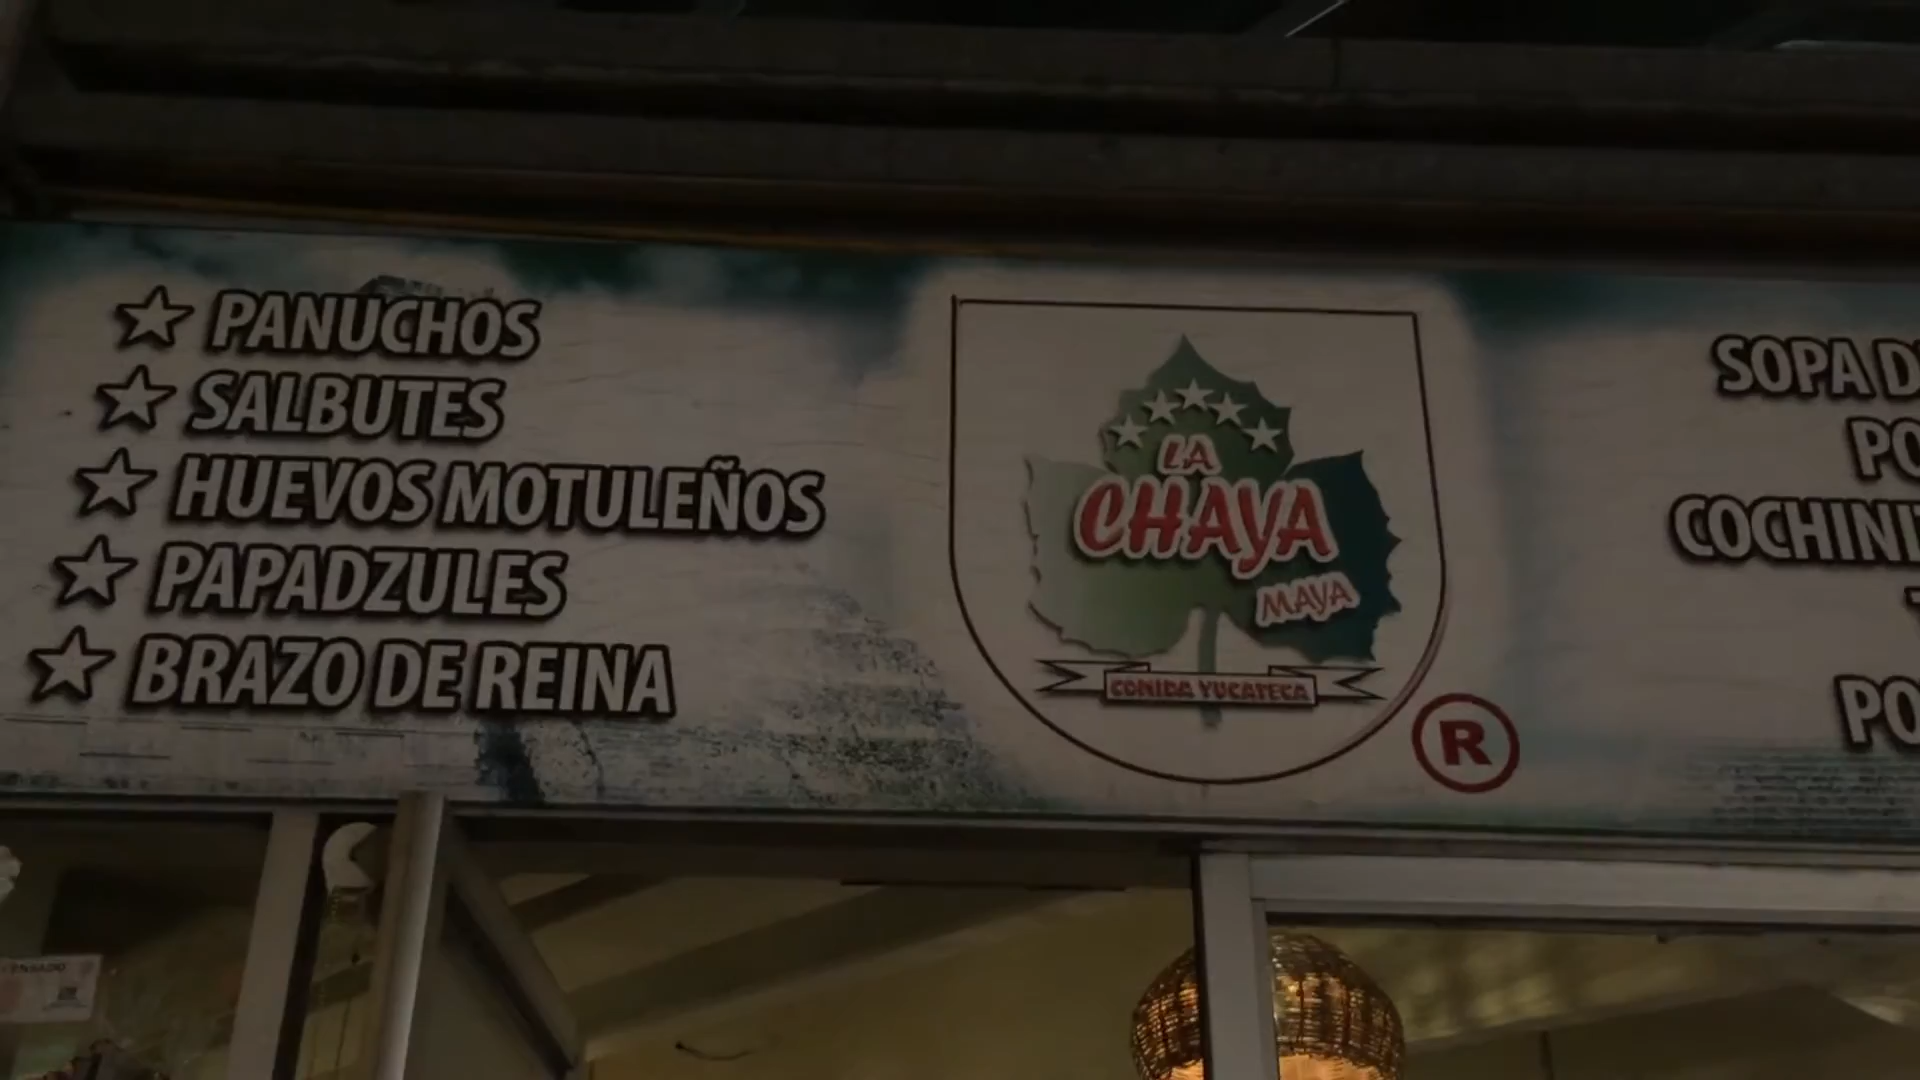 PANUCHOS
SALBUTES
HUEVOS MOTULEÑOS
PAPADZULES
BRAZO DE REINA
LA
CHAYA
MAYA
COMIDA YUCATECA
®
SOPA D
PO
COCHINI
PO